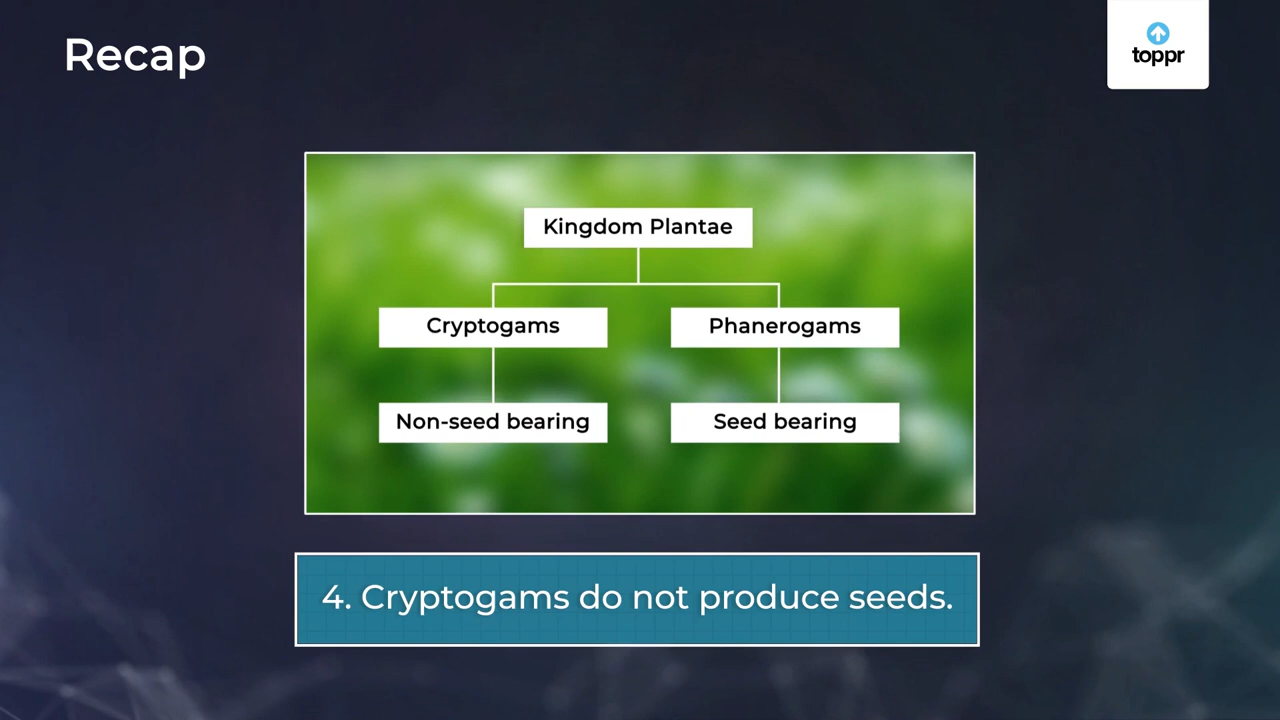 Recap
toppr
Kingdom Plantae
Cryptogams
Phanerogams
Non-seed bearing
Seed bearing
4. Cryptogams do not produce seeds.